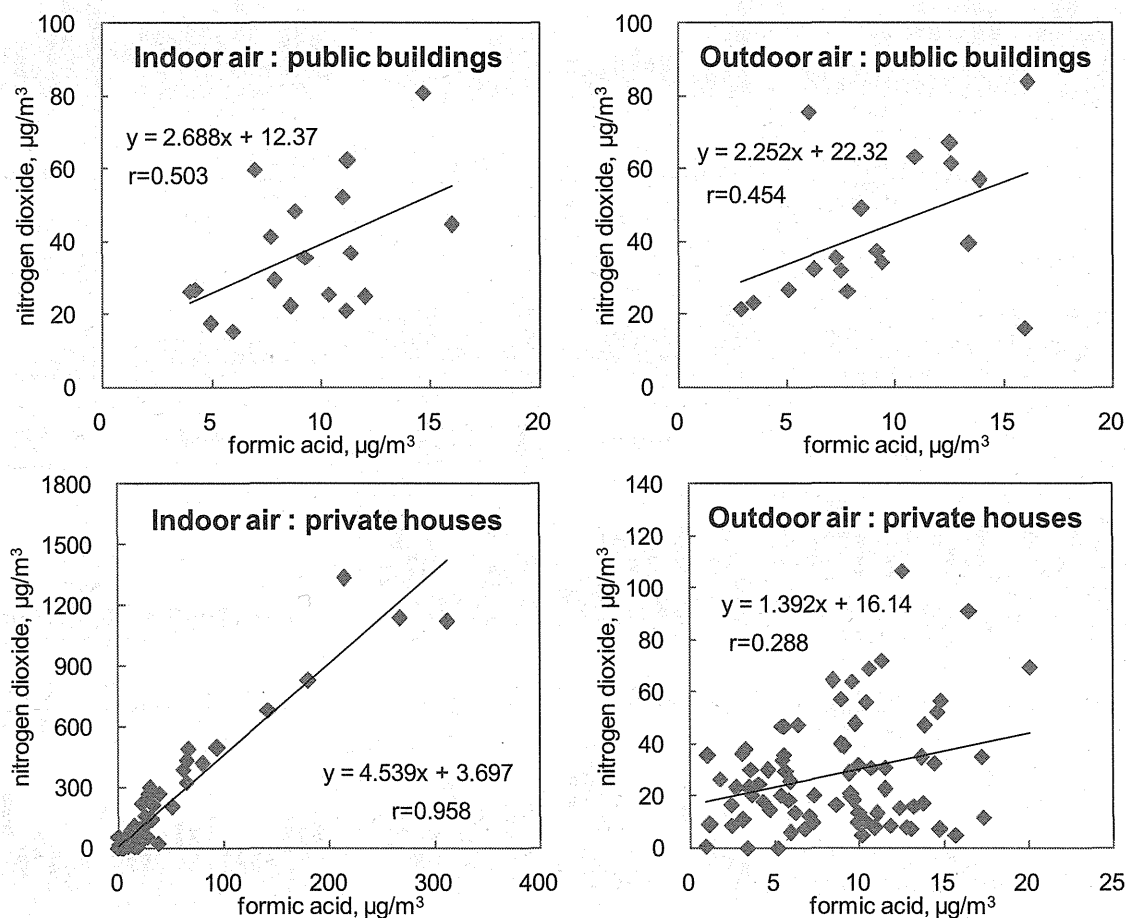 Indoor air : public buildings
y = 2.688x + 12.37
r=0.503
nitrogen dioxide, µg/m³
100
80
60
40
20
0
0 5 10 15 20
formic acid, µg/m³
Outdoor air : public buildings
y = 2.252x + 22.32
r=0.454
nitrogen dioxide, µg/m³
100
80
60
40
20
0
0 5 10 15 20
formic acid, µg/m³
Indoor air : private houses
y = 4.539x + 3.697
r=0.958
nitrogen dioxide, µg/m³
1800
1500
1200
900
600
300
0
0 100 200 300 400
formic acid, µg/m³
Outdoor air : private houses
y = 1.392x + 16.14
r=0.288
nitrogen dioxide, µg/m³
140
120
100
80
60
40
20
0
0 5 10 15 20 25
formic acid, µg/m³